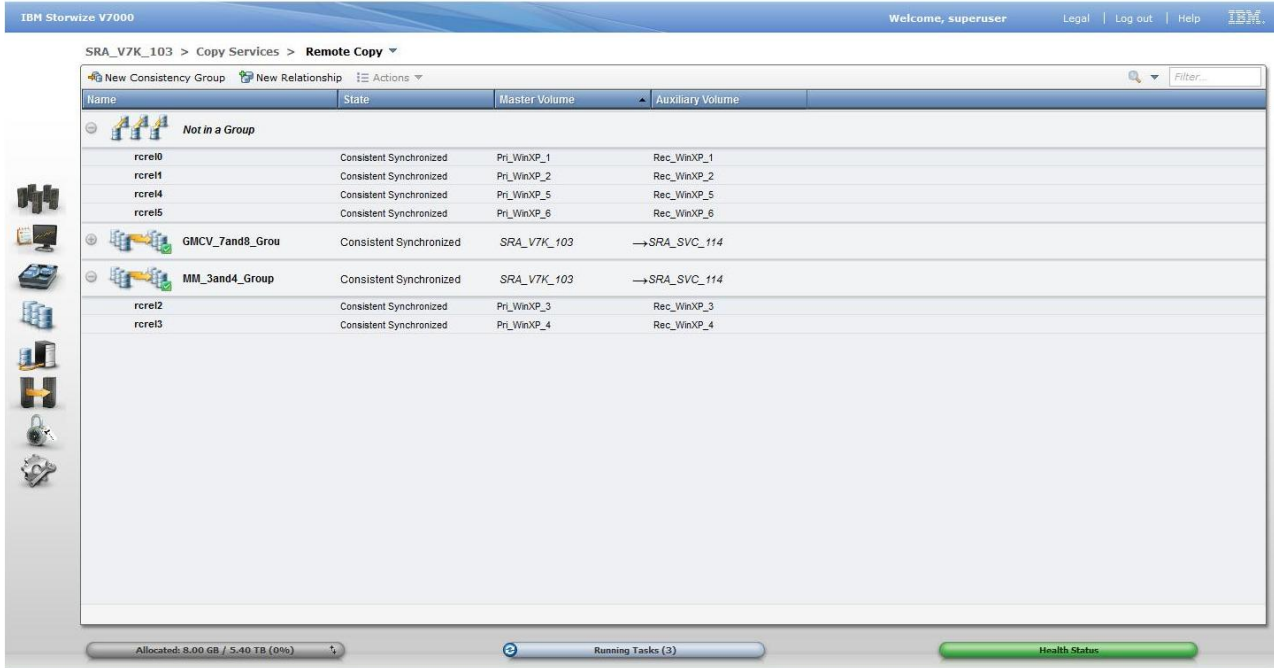 IBM Storwize V7000 Welcome, superuser Legal | Log out | Help IBM.
SRA_V7K_103 > Copy Services > Remote Copy
New Consistency Group New Relationship Actions Filter...
Name State Master Volume Auxiliary Volume
Not in a Group
rcrel0 Consistent Synchronized Pri_WinXP_1 Rec_WinXP_1
rcrel1 Consistent Synchronized Pri_WinXP_2 Rec_WinXP_2
rcrel4 Consistent Synchronized Pri_WinXP_5 Rec_WinXP_5
rcrel5 Consistent Synchronized Pri_WinXP_6 Rec_WinXP_6
GMCV_7and8_Grou Consistent Synchronized SRA_V7K_103 →SRA_SVC_114
MM_3and4_Group Consistent Synchronized SRA_V7K_103 →SRA_SVC_114
rcrel2 Consistent Synchronized Pri_WinXP_3 Rec_WinXP_3
rcrel3 Consistent Synchronized Pri_WinXP_4 Rec_WinXP_4
Allocated: 8.00 GB / 5.40 TB (0%) Running Tasks (3) Health Status